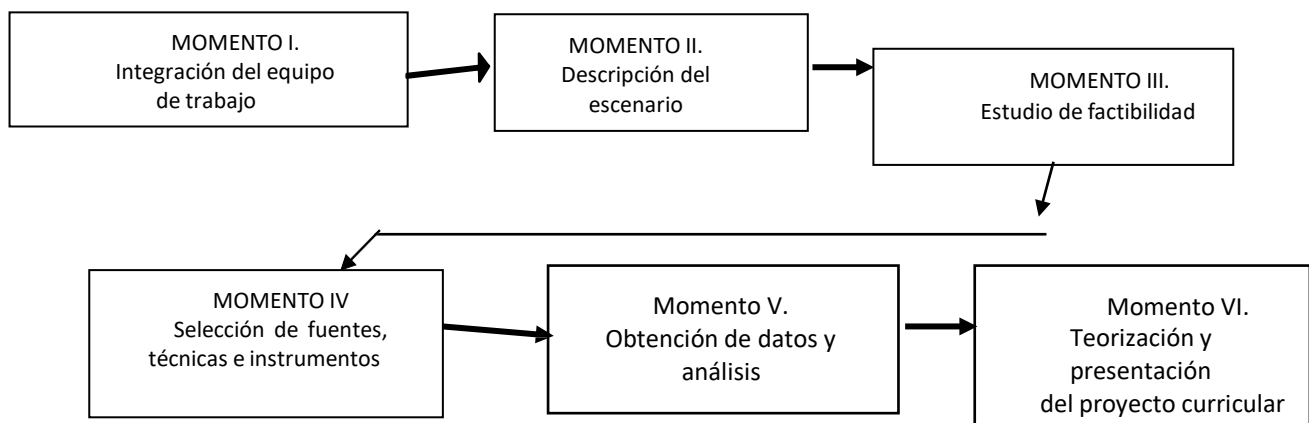 MOMENTO I.
Integración del equipo
de trabajo
MOMENTO II.
Descripción del
escenario
MOMENTO III.
Estudio de factibilidad
MOMENTO IV
Selección de fuentes,
técnicas e instrumentos
Momento V.
Obtención de datos y
análisis
Momento VI.
Teorización y
presentación
del proyecto curricular